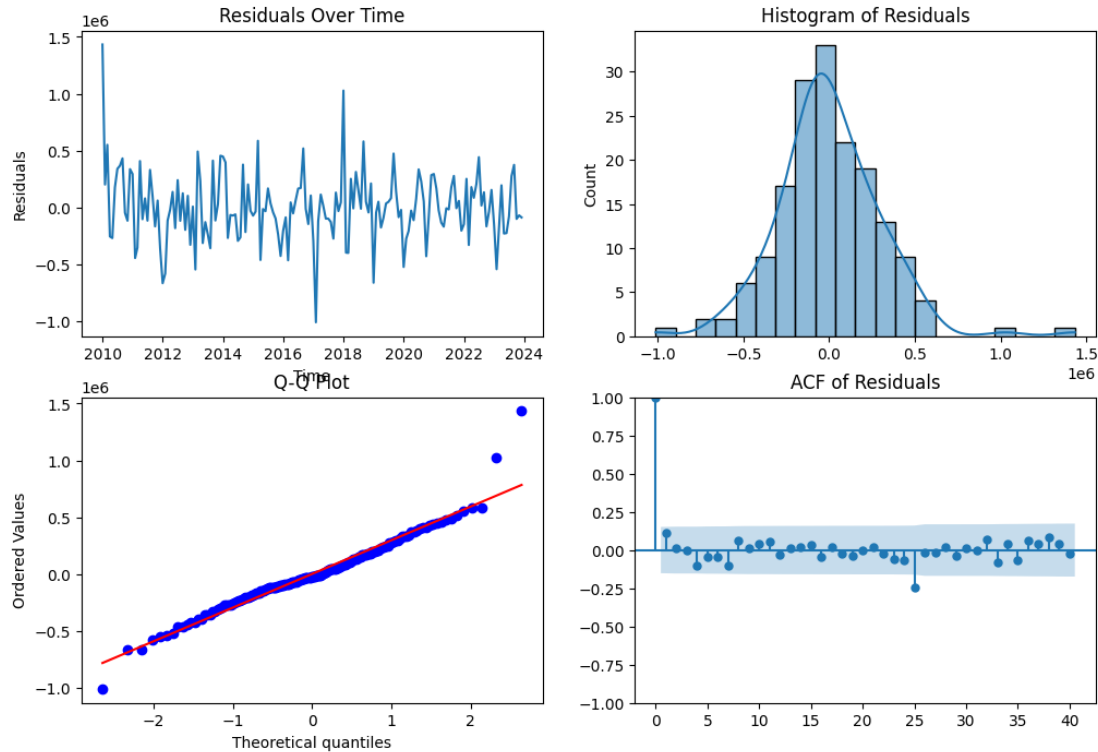 Residuals Over Time
1e6
1.5
1.0
0.5
0.0
−0.5
−1.0
Residuals
2010 2012 2014 2016 2018 2020 2022 2024
Time
Histogram of Residuals
30
25
20
15
10
5
0
Count
−1.0 −0.5 0.0 0.5 1.0 1.5
1e6
Q-Q Plot
1e6
1.5
1.0
0.5
0.0
−0.5
−1.0
Ordered Values
−2 −1 0 1 2
Theoretical quantiles
ACF of Residuals
1.00
0.75
0.50
0.25
0.00
−0.25
−0.50
−0.75
−1.00
0 5 10 15 20 25 30 35 40